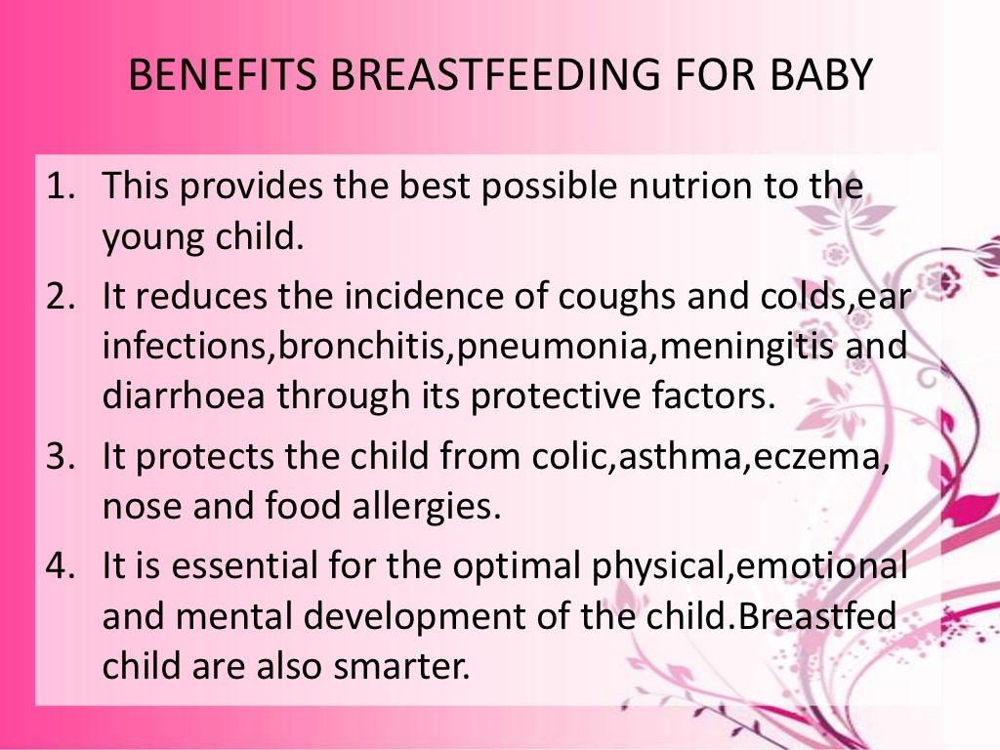 BENEFITS BREASTFEEDING FOR BABY
1. This provides the best possible nutrion to the
young child.
2. It reduces the incidence of coughs and colds,ear
infections,bronchitis,pneumonia,meningitis and
diarrhoea through its protective factors.
3. It protects the child from colic,asthma,eczema,
nose and food allergies.
4. It is essential for the optimal physical,emotional
and mental development of the child.Breastfed
child are also smarter.